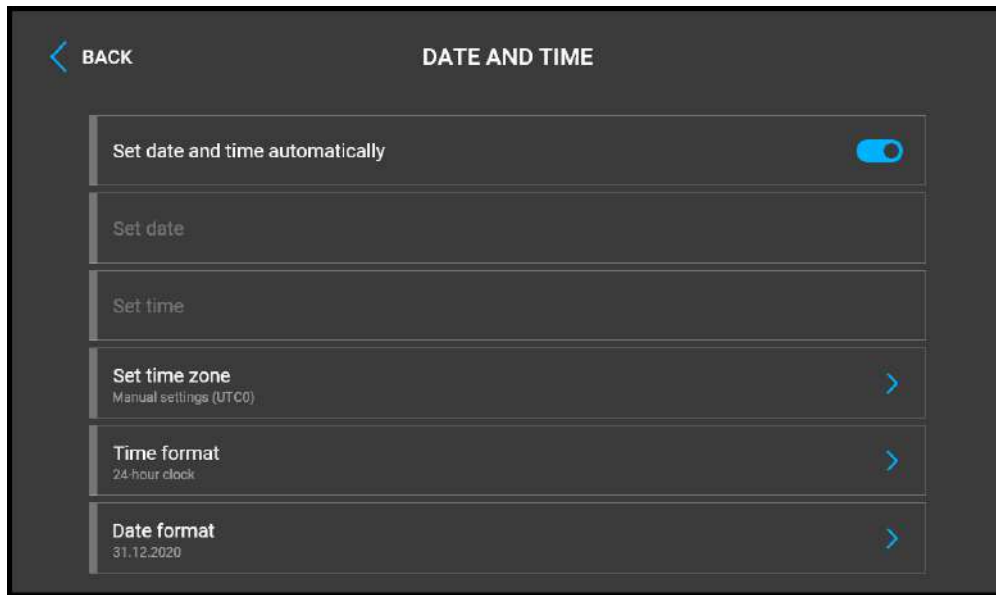 BACK
DATE AND TIME
Set date and time automatically
Set date
Set time
Set time zone
Manual settings (UTC0)
Time format
24-hour clock
Date format
31.12.2020